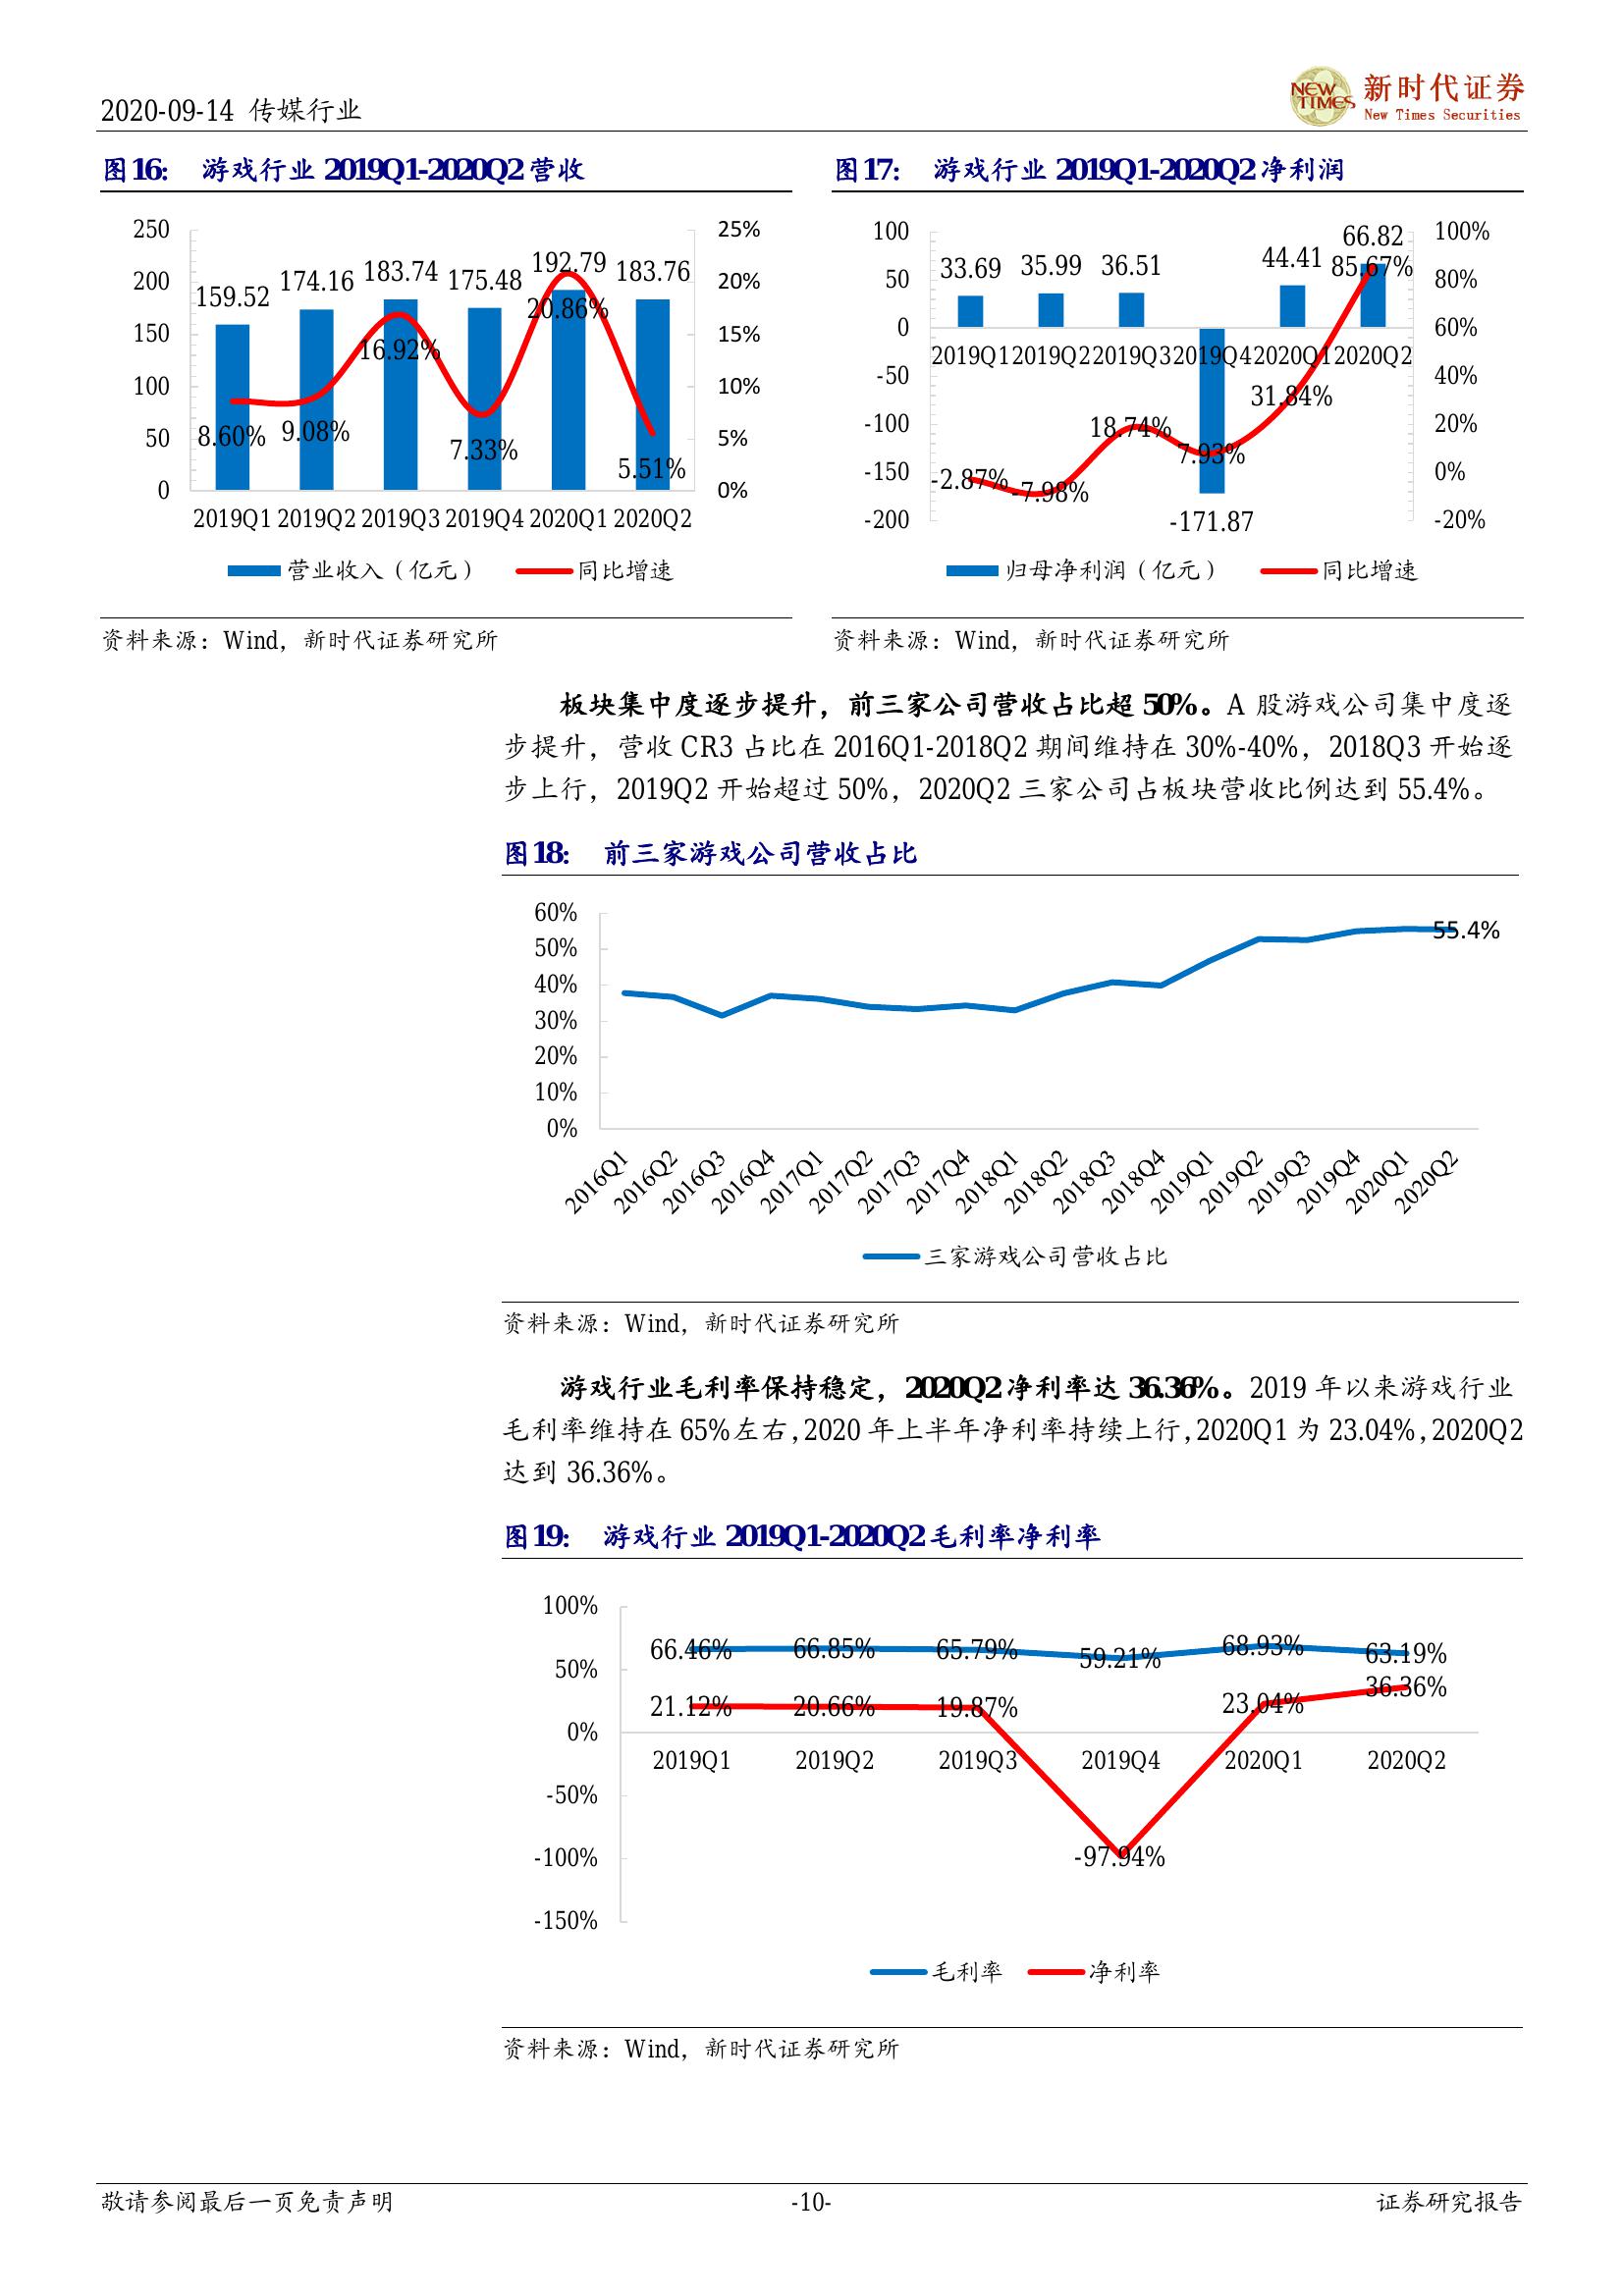 2020-09-14 传媒行业
NEW TIMES
新时代证券
New Times Securities
图16: 游戏行业 2019Q1-2020Q2 营收
250
200
150
100
50
0
25%
20%
15%
10%
5%
0%
159.52 174.16 183.74 175.48 192.79 183.76
8.60% 9.08% 16.92% 7.33% 20.86% 5.51%
2019Q1 2019Q2 2019Q3 2019Q4 2020Q1 2020Q2
营业收入（亿元） 同比增速
资料来源：Wind，新时代证券研究所
图17: 游戏行业 2019Q1-2020Q2 净利润
100
50
0
-50
-100
-150
-200
100%
80%
60%
40%
20%
0%
-20%
33.69 35.99 36.51 -171.87 44.41 66.82
-2.87% -7.98% 18.74% 7.93% 31.84% 85.67%
2019Q1 2019Q2 2019Q3 2019Q4 2020Q1 2020Q2
归母净利润（亿元） 同比增速
资料来源：Wind，新时代证券研究所
板块集中度逐步提升，前三家公司营收占比超 50%。A 股游戏公司集中度逐
步提升，营收 CR3 占比在 2016Q1-2018Q2 期间维持在 30%-40%，2018Q3 开始逐
步上行，2019Q2 开始超过 50%，2020Q2 三家公司占板块营收比例达到 55.4%。
图18: 前三家游戏公司营收占比
60%
50%
40%
30%
20%
10%
0%
55.4%
2016Q1 2016Q2 2016Q3 2016Q4 2017Q1 2017Q2 2017Q3 2017Q4 2018Q1 2018Q2 2018Q3 2018Q4 2019Q1 2019Q2 2019Q3 2019Q4 2020Q1 2020Q2
三家游戏公司营收占比
资料来源：Wind，新时代证券研究所
游戏行业毛利率保持稳定，2020Q2 净利率达 36.36%。2019 年以来游戏行业
毛利率维持在 65%左右，2020 年上半年净利率持续上行，2020Q1 为 23.04%，2020Q2
达到 36.36%。
图19: 游戏行业 2019Q1-2020Q2 毛利率净利率
100%
50%
0%
-50%
-100%
-150%
66.46% 66.85% 65.79% 59.21% 68.93% 63.19%
21.12% 20.66% 19.87% -97.94% 23.04% 36.36%
2019Q1 2019Q2 2019Q3 2019Q4 2020Q1 2020Q2
毛利率 净利率
资料来源：Wind，新时代证券研究所
敬请参阅最后一页免责声明 -10- 证券研究报告